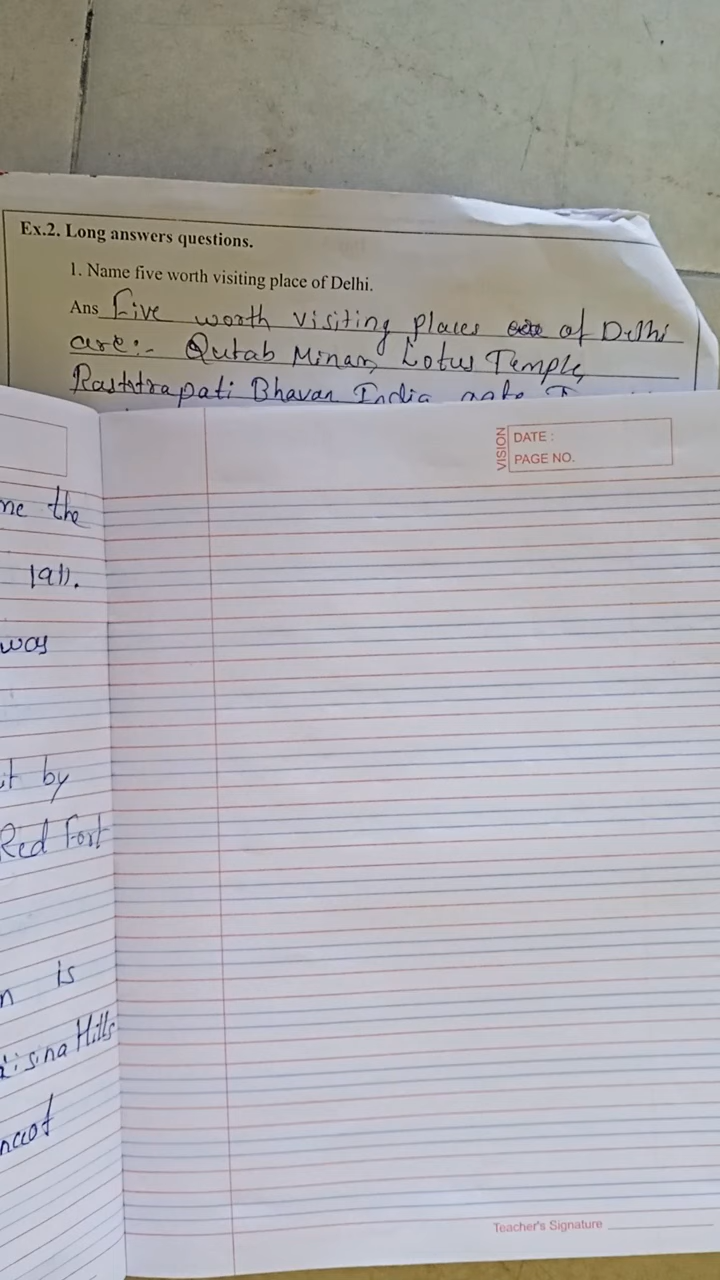 Ex.2. Long answers questions.
1. Name five worth visiting place of Delhi.
Ans Five worth visiting places of Delhi
are:- Qutab Minar, Lotus Temple,
Rashtrapati Bhavan India gate
VISION
DATE :
PAGE NO.
the
1911.
was
by
Red Fort
is
Hills
Teacher's Signature